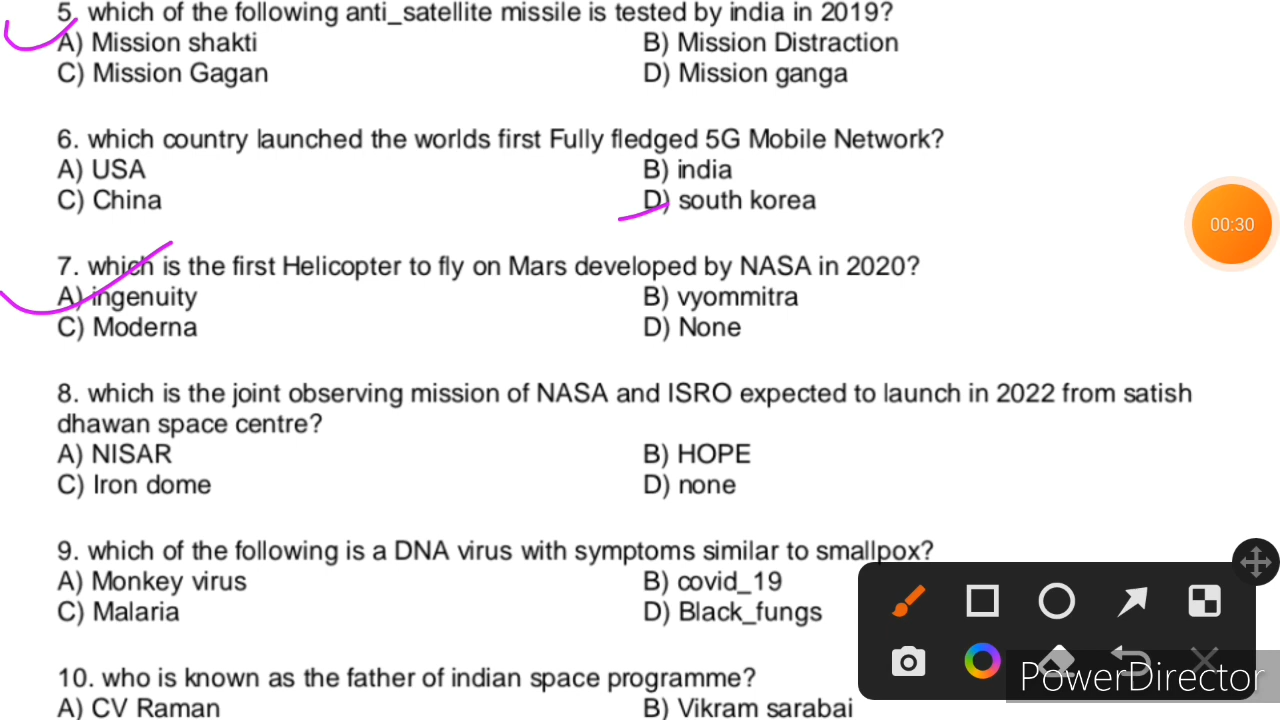 5. which of the following anti_satellite missile is tested by india in 2019?
A) Mission shakti B) Mission Distraction
C) Mission Gagan D) Mission ganga
6. which country launched the worlds first Fully fledged 5G Mobile Network?
A) USA B) india
C) China D) south korea
00:30
7. which is the first Helicopter to fly on Mars developed by NASA in 2020?
A) ingenuity B) vyommitra
C) Moderna D) None
8. which is the joint observing mission of NASA and ISRO expected to launch in 2022 from satish
dhawan space centre?
A) NISAR B) HOPE
C) Iron dome D) none
9. which of the following is a DNA virus with symptoms similar to smallpox?
A) Monkey virus B) covid_19
C) Malaria D) Black_fungs
10. who is known as the father of indian space programme?
A) CV Raman B) Vikram sarabai
PowerDirector